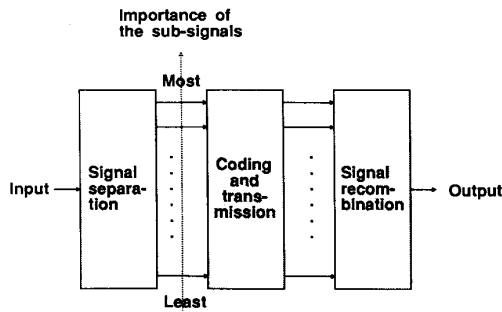 Importance of
the sub-signals
Most
Input
Signal
separa-
tion
Coding
and
trans-
mission
Signal
recom-
bination
Output
Least